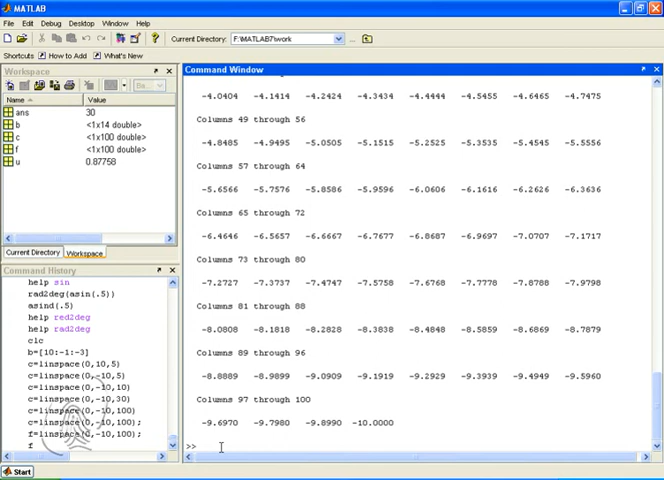 MATLAB
File Edit Debug Desktop Window Help
Current Directory: F:\MATLAB7\work
Shortcuts How to Add What's New
Workspace
Ba...
Name Value
ans 30
b <1x14 double>
c <1x100 double>
f <1x100 double>
u 0.87758
Current Directory Workspace
Command History
help sin
rad2deg(asin(.5))
asind(.5)
help red2deg
help rad2deg
clc
b=[10:-1:-3]
c=linspace(0,10,5)
c=linspace(0,-10,5)
c=linspace(0,-10,10)
c=linspace(0,-10,30)
c=linspace(0,-10,100)
c=linspace(0,-10,100);
f=linspace(0,-10,100);
f
Command Window
-4.0404 -4.1414 -4.2424 -4.3434 -4.4444 -4.5455 -4.6465 -4.7475
Columns 49 through 56
-4.8485 -4.9495 -5.0505 -5.1515 -5.2525 -5.3535 -5.4545 -5.5556
Columns 57 through 64
-5.6566 -5.7576 -5.8586 -5.9596 -6.0606 -6.1616 -6.2626 -6.3636
Columns 65 through 72
-6.4646 -6.5657 -6.6667 -6.7677 -6.8687 -6.9697 -7.0707 -7.1717
Columns 73 through 80
-7.2727 -7.3737 -7.4747 -7.5758 -7.6768 -7.7778 -7.8788 -7.9798
Columns 81 through 88
-8.0808 -8.1818 -8.2828 -8.3838 -8.4848 -8.5859 -8.6869 -8.7879
Columns 89 through 96
-8.8889 -8.9899 -9.0909 -9.1919 -9.2929 -9.3939 -9.4949 -9.5960
Columns 97 through 100
-9.6970 -9.7980 -9.8990 -10.0000
>>
Start